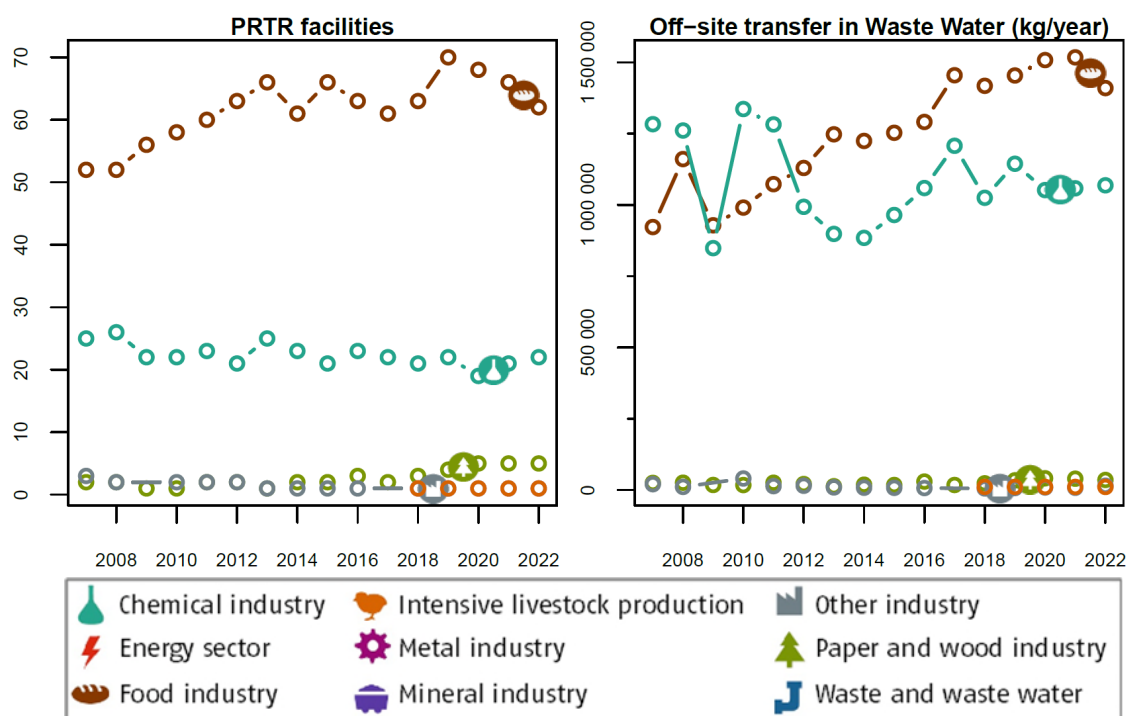 PRTR facilities
Off−site transfer in Waste Water (kg/year)
70
60
50
40
30
20
10
0
1 500 000
1 000 000
500 000
0
2008 2010 2012 2014 2016 2018 2020 2022
2008 2010 2012 2014 2016 2018 2020 2022
Chemical industry
Intensive livestock production
Other industry
Energy sector
Metal industry
Paper and wood industry
Food industry
Mineral industry
Waste and waste water